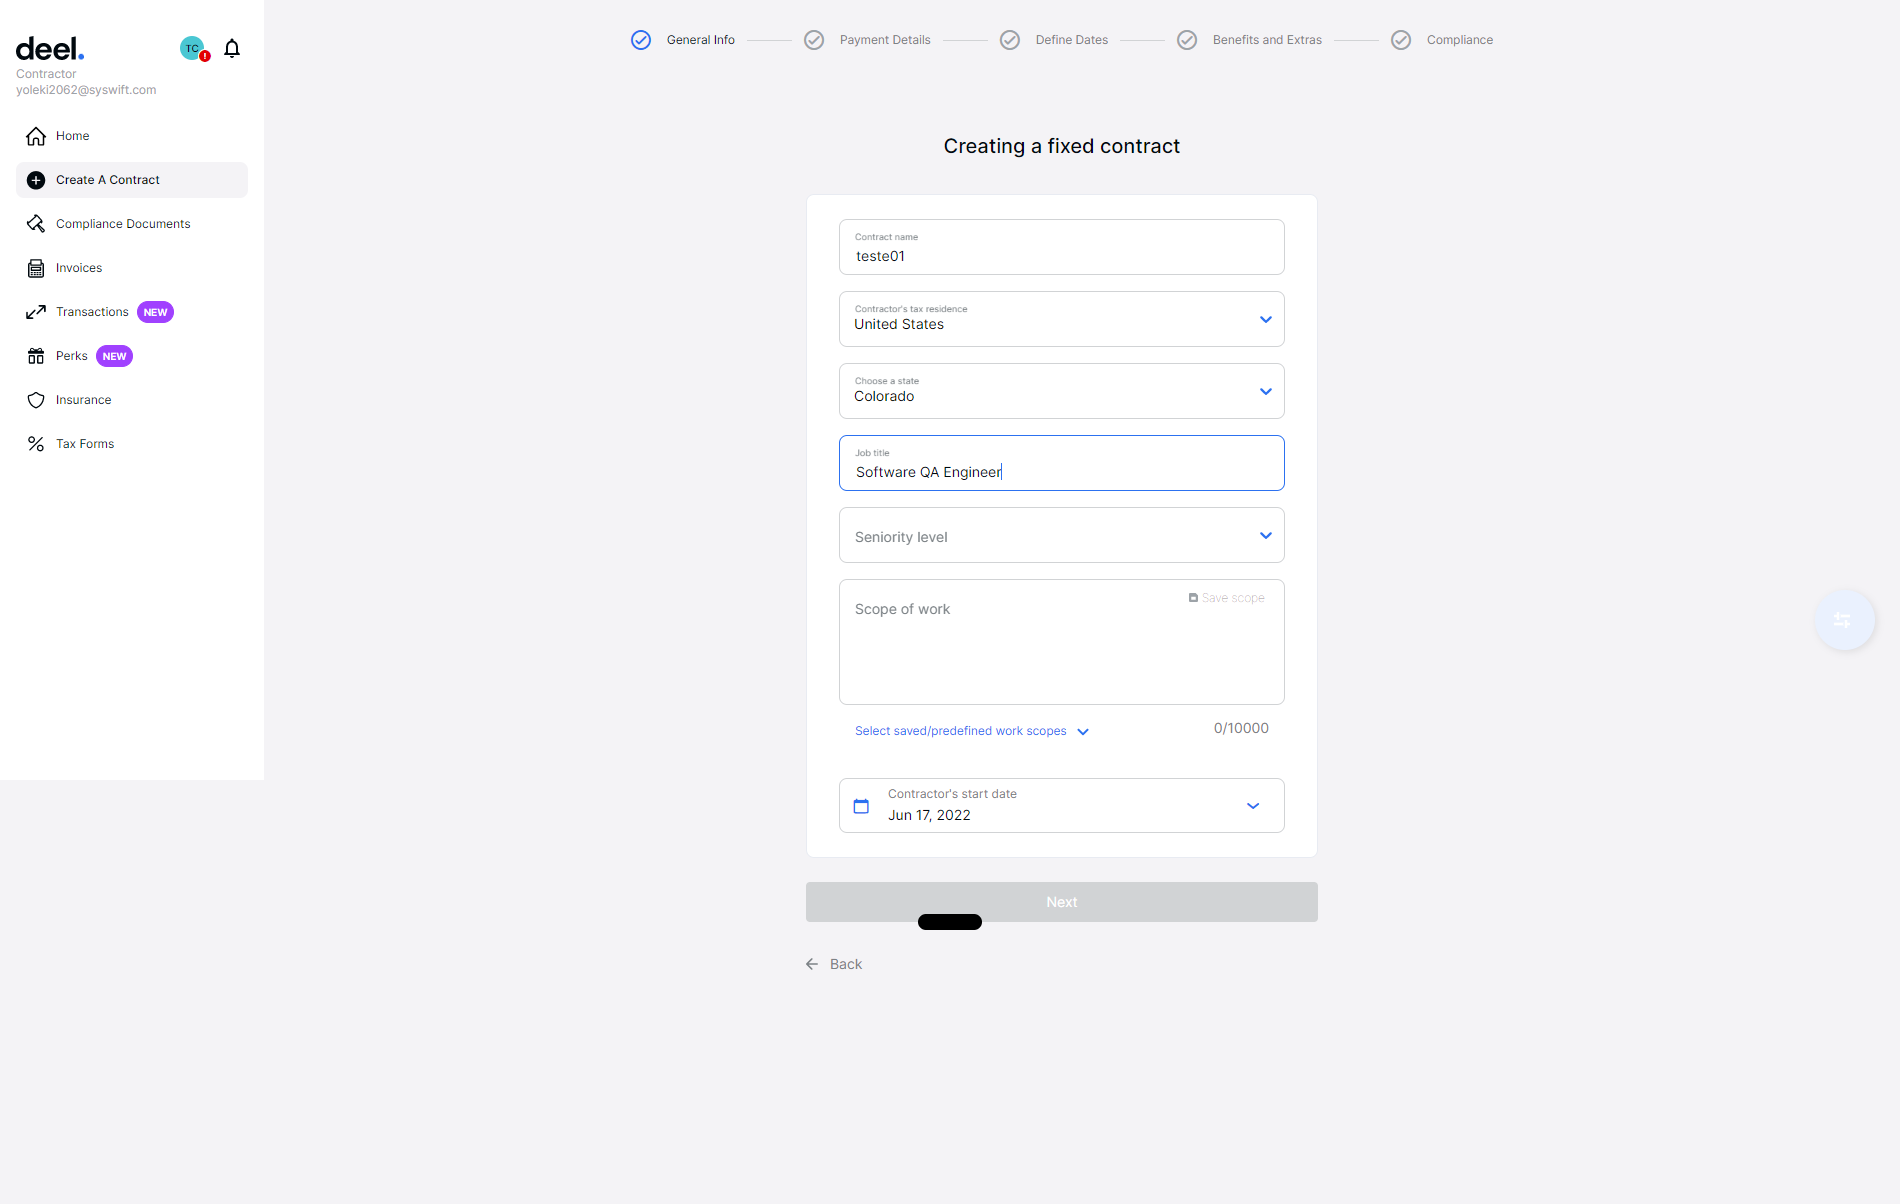 deel.
TC
Contractor
yoleki2062@syswift.com
Home
Create A Contract
Compliance Documents
Invoices
Transactions NEW
Perks NEW
Insurance
Tax Forms
General Info
Payment Details
Define Dates
Benefits and Extras
Compliance
Creating a fixed contract
Contract name
teste01
Contractor's tax residence
United States
Choose a state
Colorado
Job title
Software QA Engineer
Seniority level
Save scope
Scope of work
Select saved/predefined work scopes
0/10000
Contractor's start date
Jun 17, 2022
Next
Back